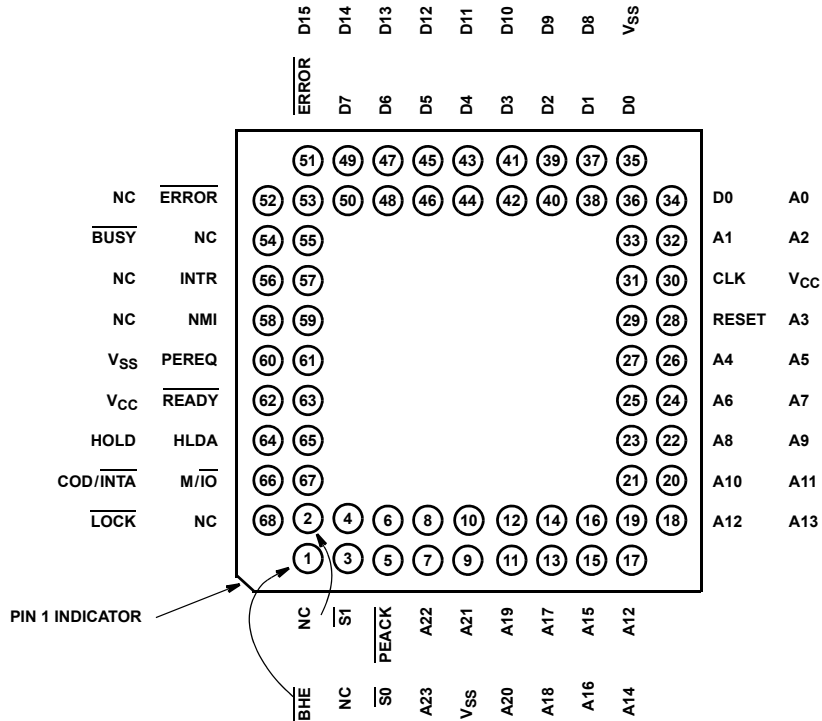 D15 D14 D13 D12 D11 D10 D9 D8 VSS
ERROR D7 D6 D5 D4 D3 D2 D1 D0
51 49 47 45 43 41 39 37 35
NC ERROR 52 53 50 48 46 44 42 40 38 36 34 D0 A0
BUSY NC 54 55 33 32 A1 A2
NC INTR 56 57 31 30 CLK VCC
NC NMI 58 59 29 28 RESET A3
VSS PEREQ 60 61 27 26 A4 A5
VCC READY 62 63 25 24 A6 A7
HOLD HLDA 64 65 23 22 A8 A9
COD/INTA M/IO 66 67 21 20 A10 A11
LOCK NC 68 2 4 6 8 10 12 14 16 19 18 A12 A13
1 3 5 7 9 11 13 15 17
PIN 1 INDICATOR
NC S1 PEACK A22 A21 A19 A17 A15 A12
BHE NC S0 A23 VSS A20 A18 A16 A14